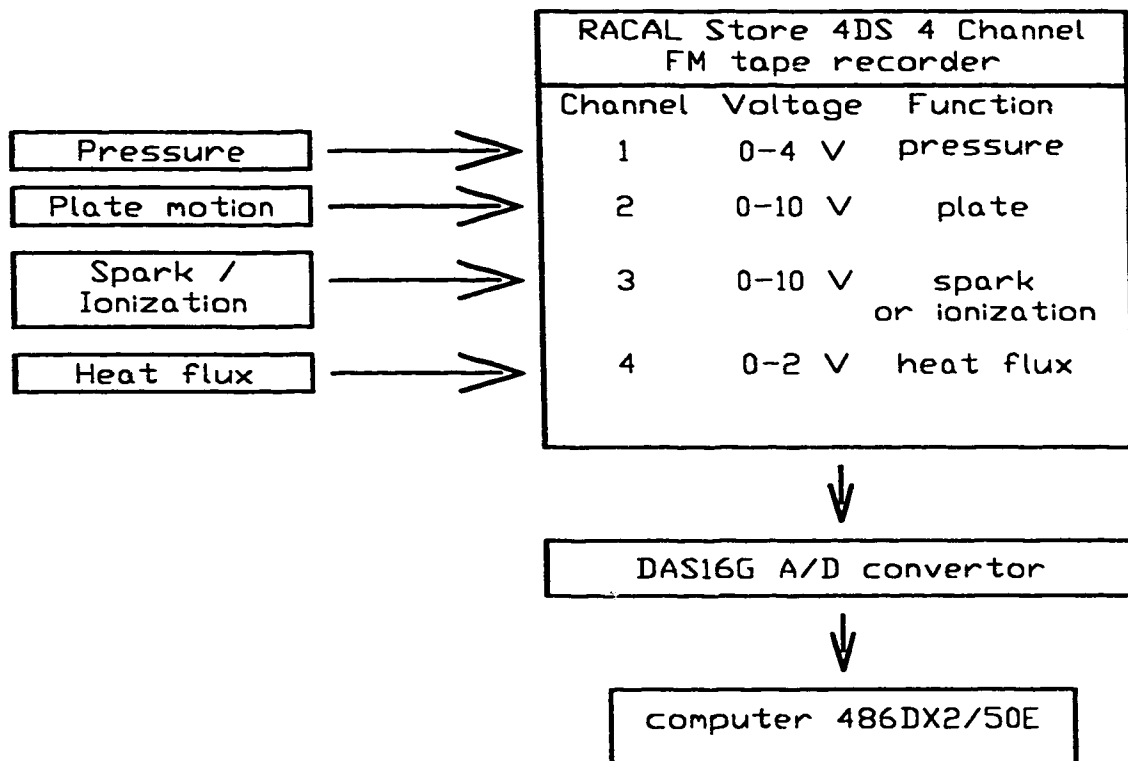 RACAL Store 4DS 4 Channel
FM tape recorder
Channel Voltage Function
Pressure
1 0-4 V pressure
Plate motion
2 0-10 V plate
Spark /
Ionization
3 0-10 V spark
or ionization
Heat flux
4 0-2 V heat flux
DAS16G A/D convertor
computer 486DX2/50E